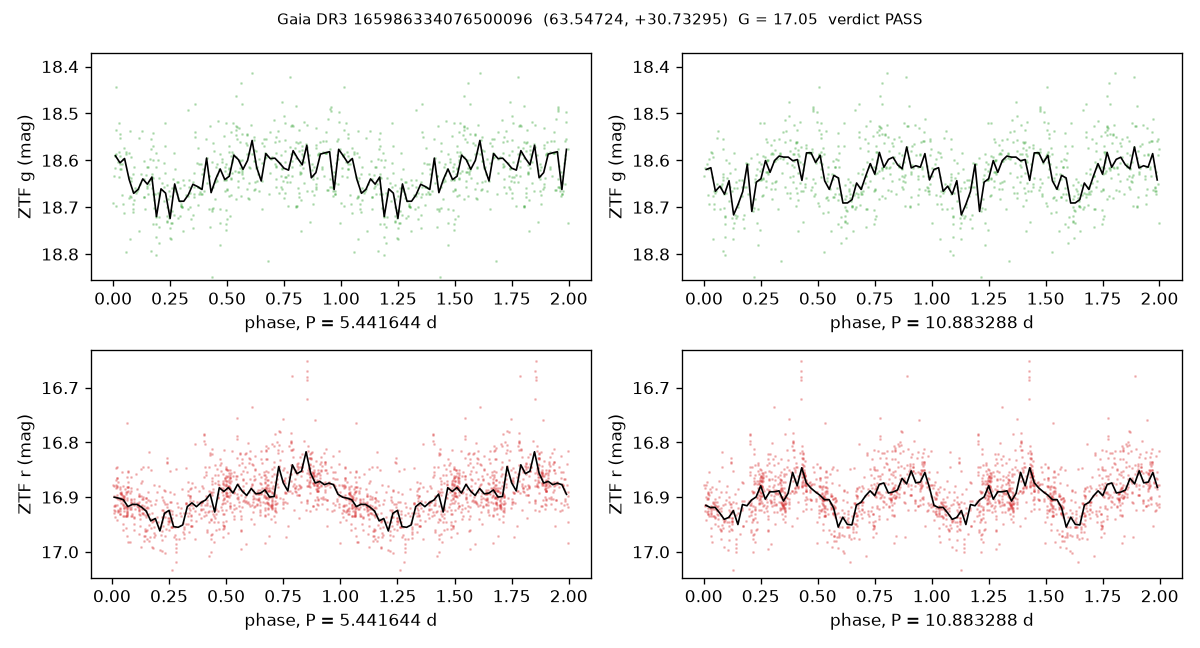 Gaia DR3 165986334076500096 (63.54724, +30.73295) G = 17.05 verdict PASS
ZTF g (mag)
18.4
18.5
18.6
18.7
18.8
0.00 0.25 0.50 0.75 1.00 1.25 1.50 1.75 2.00
phase, P = 5.441644 d
ZTF g (mag)
18.4
18.5
18.6
18.7
18.8
0.00 0.25 0.50 0.75 1.00 1.25 1.50 1.75 2.00
phase, P = 10.883288 d
ZTF r (mag)
16.7
16.8
16.9
17.0
0.00 0.25 0.50 0.75 1.00 1.25 1.50 1.75 2.00
phase, P = 5.441644 d
ZTF r (mag)
16.7
16.8
16.9
17.0
0.00 0.25 0.50 0.75 1.00 1.25 1.50 1.75 2.00
phase, P = 10.883288 d